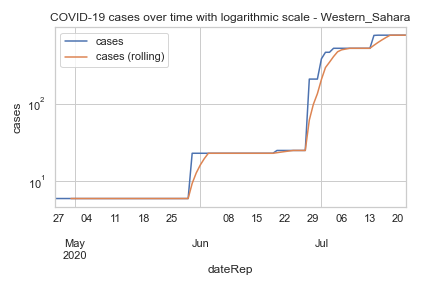 COVID-19 cases over time with logarithmic scale - Western_Sahara
cases
cases (rolling)
10²
10¹
cases
27 04 11 18 25 08 15 22 29 06 13 20
May Jun Jul
2020
dateRep